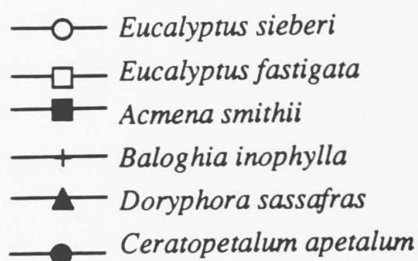 Eucalyptus sieberi
Eucalyptus fastigata
Acmena smithii
Baloghia inophylla
Doryphora sassafras
Ceratopetalum apetalum